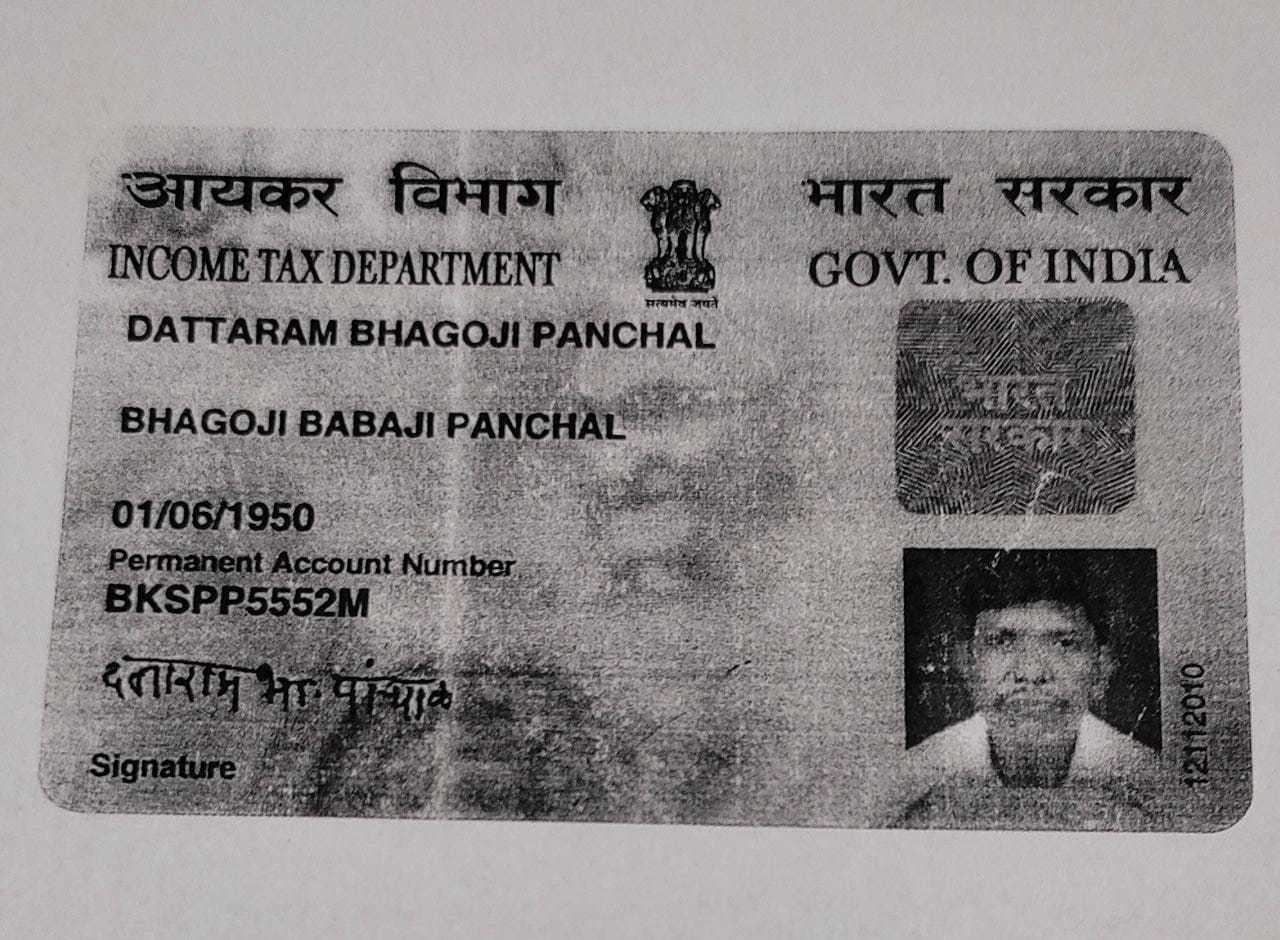 आयकर विभाग
भारत सरकार
INCOME TAX DEPARTMENT
GOVT. OF INDIA
सत्यमेव जयते
DATTARAM BHAGOJI PANCHAL
BHAGOJI BABAJI PANCHAL
भारत
सरकार
01/06/1950
Permanent Account Number
BKSPP5552M
दत्ताराम भा. पांचाळ
Signature
12112010